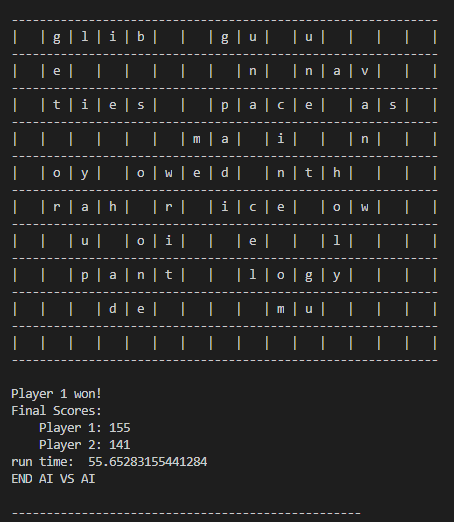 -------------------------------------------------------------
|   | g | l | i | b |   |   | g | u |   | u |   |   |   |   |
-------------------------------------------------------------
|   | e |   |   |   |   |   |   | n |   | n | a | v |   |   |
-------------------------------------------------------------
|   | t | i | e | s |   |   | p | a | c | e |   | a | s |   |
-------------------------------------------------------------
|   |   |   |   |   |   | m | a |   | i |   |   | n |   |   |
-------------------------------------------------------------
|   | o | y |   | o | w | e | d |   | n | t | h |   |   |   |
-------------------------------------------------------------
|   | r | a | h |   | r |   | i | c | e |   | o | w |   |   |
-------------------------------------------------------------
|   |   | u |   | o | i |   |   | e |   |   | l |   |   |   |
-------------------------------------------------------------
|   |   | p | a | n | t |   |   | l | o | g | y |   |   |   |
-------------------------------------------------------------
|   |   |   | d | e |   |   |   |   | m | u |   |   |   |   |
-------------------------------------------------------------
|   |   |   |   |   |   |   |   |   |   |   |   |   |   |   |
-------------------------------------------------------------
Player 1 won!
Final Scores:
    Player 1: 155
    Player 2: 141
run time:  55.65283155441284
END AI VS AI
--------------------------------------------------